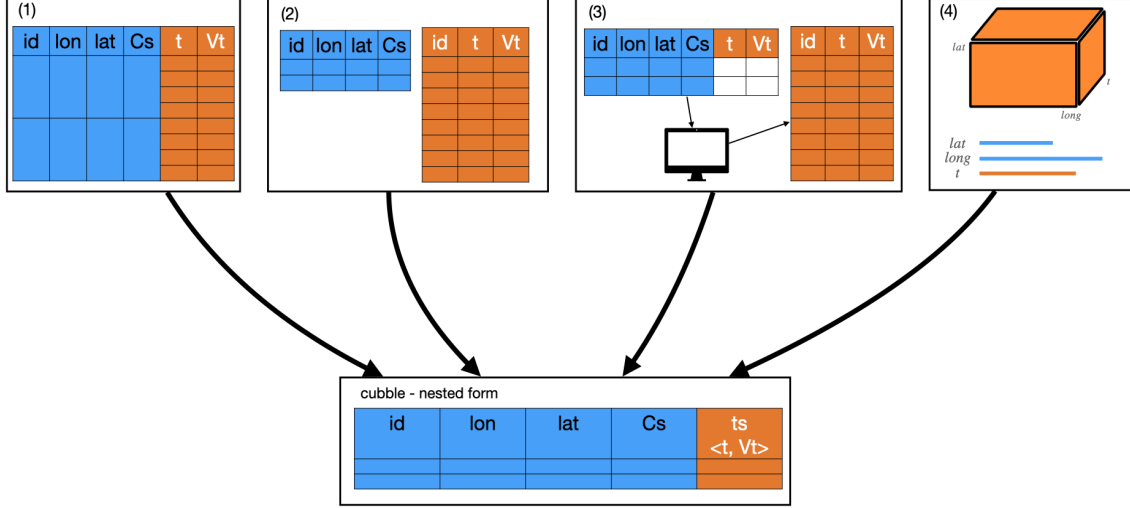 (1)
id lon lat Cs t Vt
(2)
id lon lat Cs
id t Vt
(3)
id lon lat Cs t Vt
id t Vt
(4)
lat
t
long
lat
long
t
cubble - nested form
id lon lat Cs ts
<t, Vt>